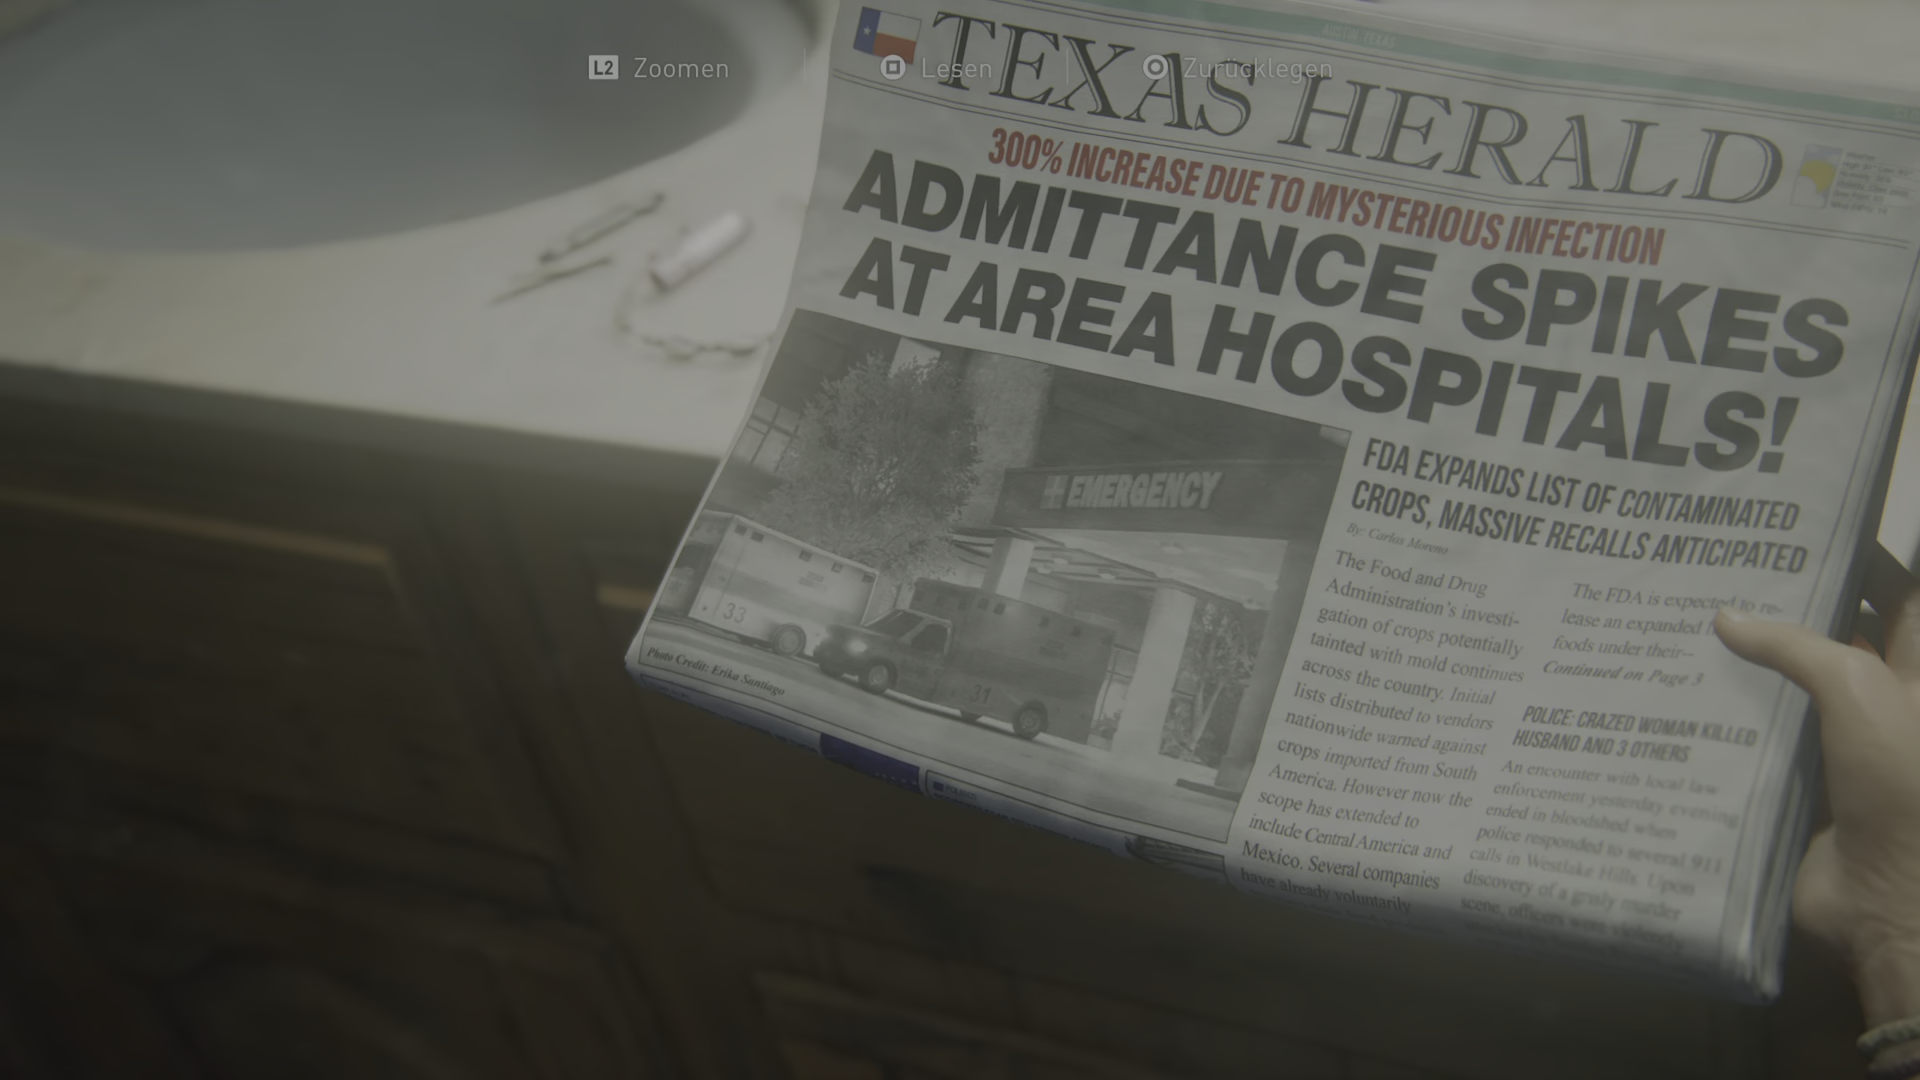 L2 Zoomen
Lesen
Zurücklegen
AUSTIN, TEXAS
TEXAS HERALD
300% INCREASE DUE TO MYSTERIOUS INFECTION
ADMITTANCE SPIKES
AT AREA HOSPITALS!
EMERGENCY
33
31
Photo Credit: Erika Santiago
FDA EXPANDS LIST OF CONTAMINATED
CROPS, MASSIVE RECALLS ANTICIPATED
By: Carlos Moreno
The Food and Drug
Administration's investi-
gation of crops potentially
tainted with mold continues
across the country. Initial
lists distributed to vendors
nationwide warned against
crops imported from South
America. However now the
scope has extended to
include Central America and
Mexico. Several companies
have already voluntarily
The FDA is expected to re-
lease an expanded
foods under their--
Continued on Page 3
POLICE: CRAZED WOMAN KILLED
HUSBAND AND 3 OTHERS
An encounter with local law
enforcement yesterday evening
ended in bloodshed when
police responded to several 911
calls in Westlake Hills. Upon
discovery of a grisly murder
scene, officers were violently